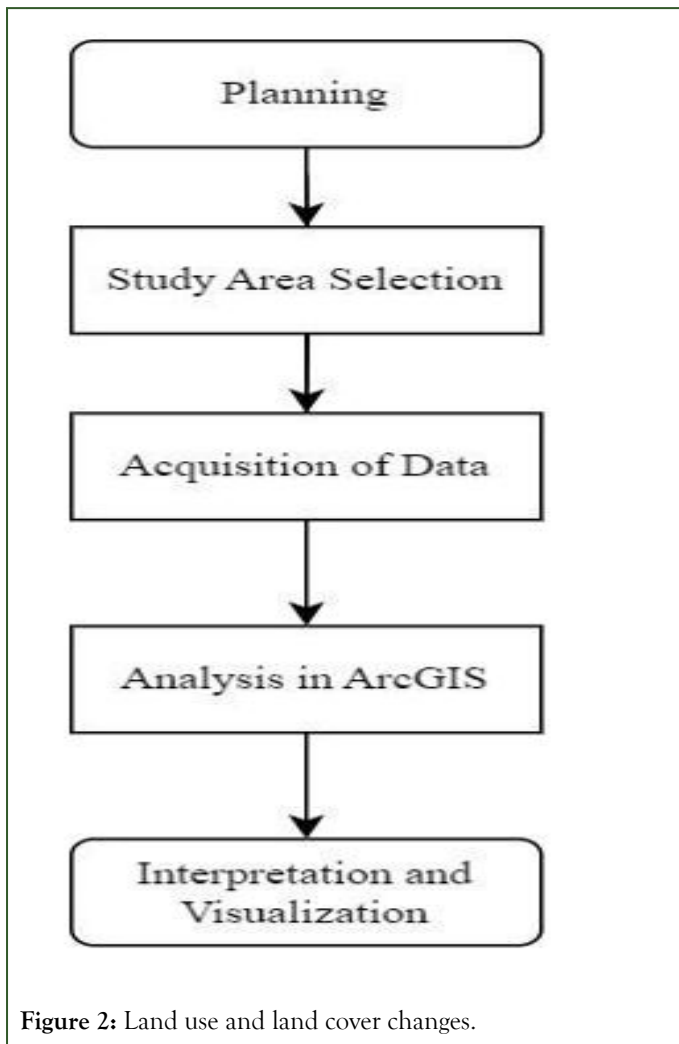 Planning
Study Area Selection
Acquisition of Data
Analysis in ArcGIS
Interpretation and
Visualization
Figure 2: Land use and land cover changes.